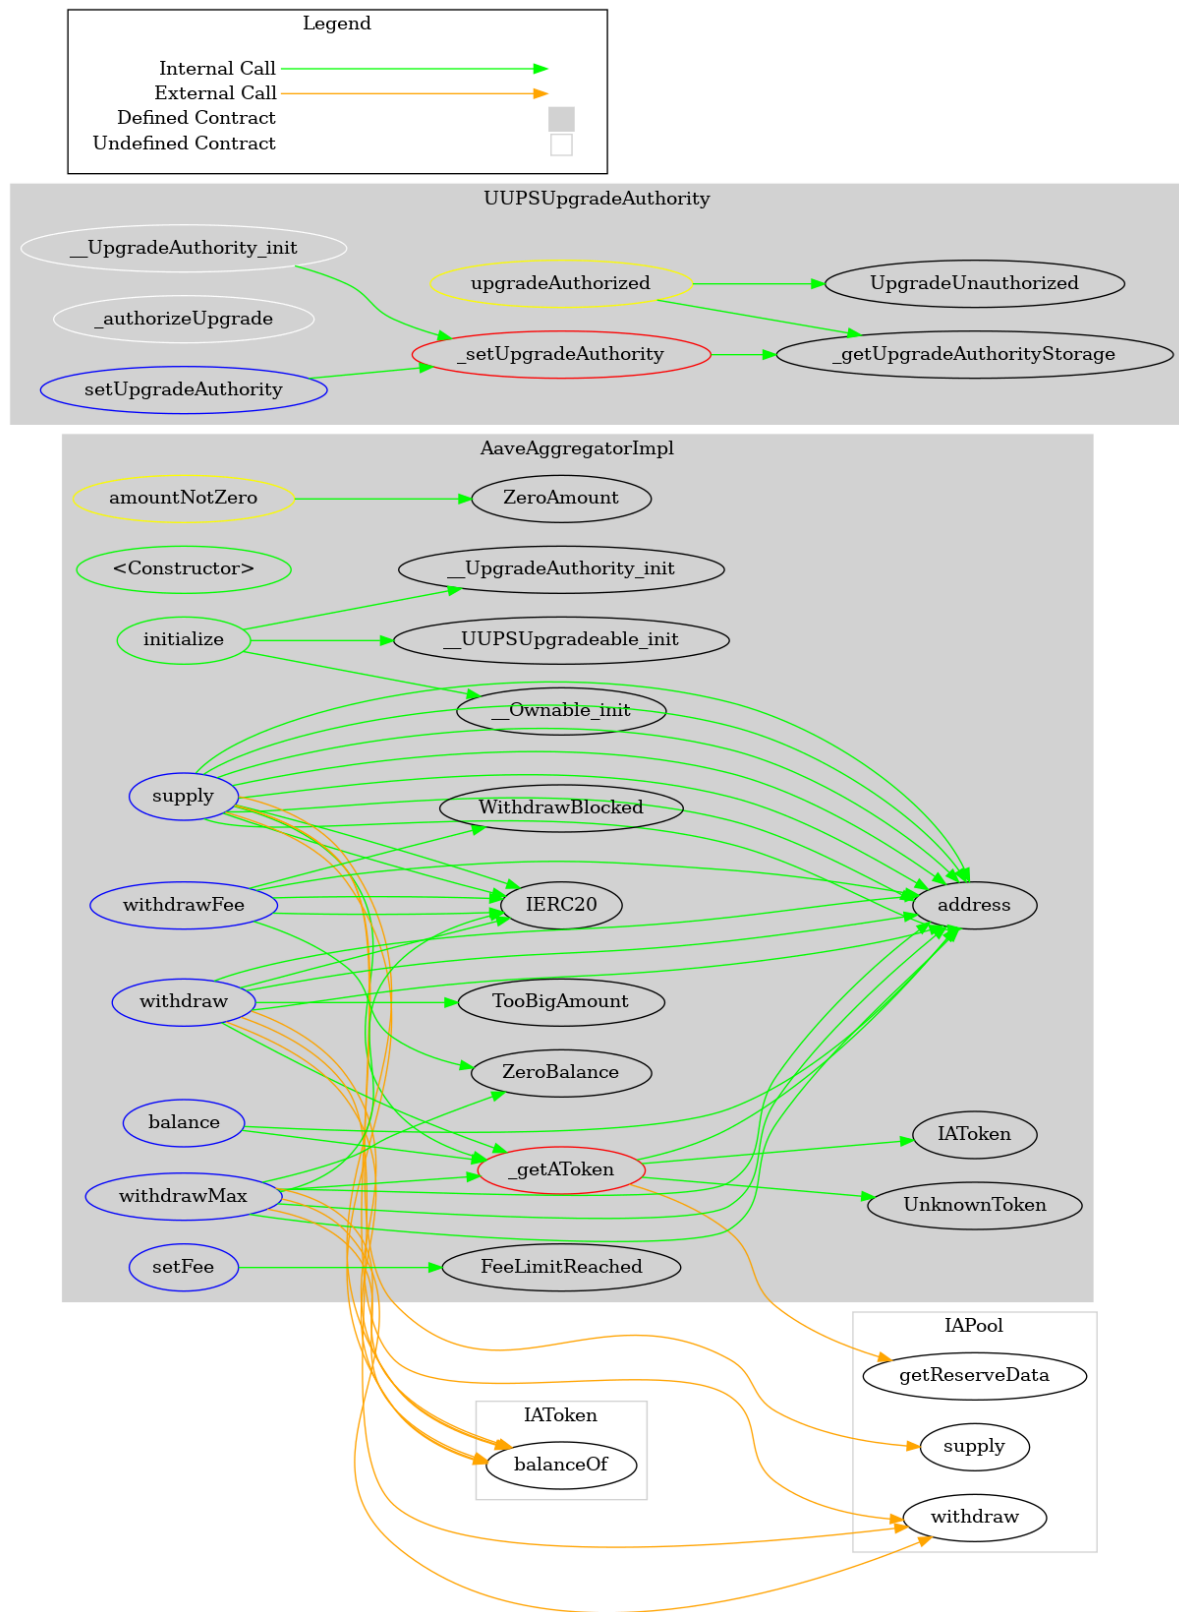 Legend
Internal Call
External Call
Defined Contract
Undefined Contract
UUPSUpgradeAuthority
__UpgradeAuthority_init
upgradeAuthorized
UpgradeUnauthorized
_authorizeUpgrade
_setUpgradeAuthority
_getUpgradeAuthorityStorage
setUpgradeAuthority
AaveAggregatorImpl
amountNotZero
ZeroAmount
<Constructor>
__UpgradeAuthority_init
initialize
__UUPSUpgradeable_init
__Ownable_init
supply
WithdrawBlocked
withdrawFee
IERC20
address
withdraw
TooBigAmount
ZeroBalance
balance
IAToken
_getAToken
withdrawMax
UnknownToken
setFee
FeeLimitReached
IAPool
getReserveData
IAToken
supply
balanceOf
withdraw